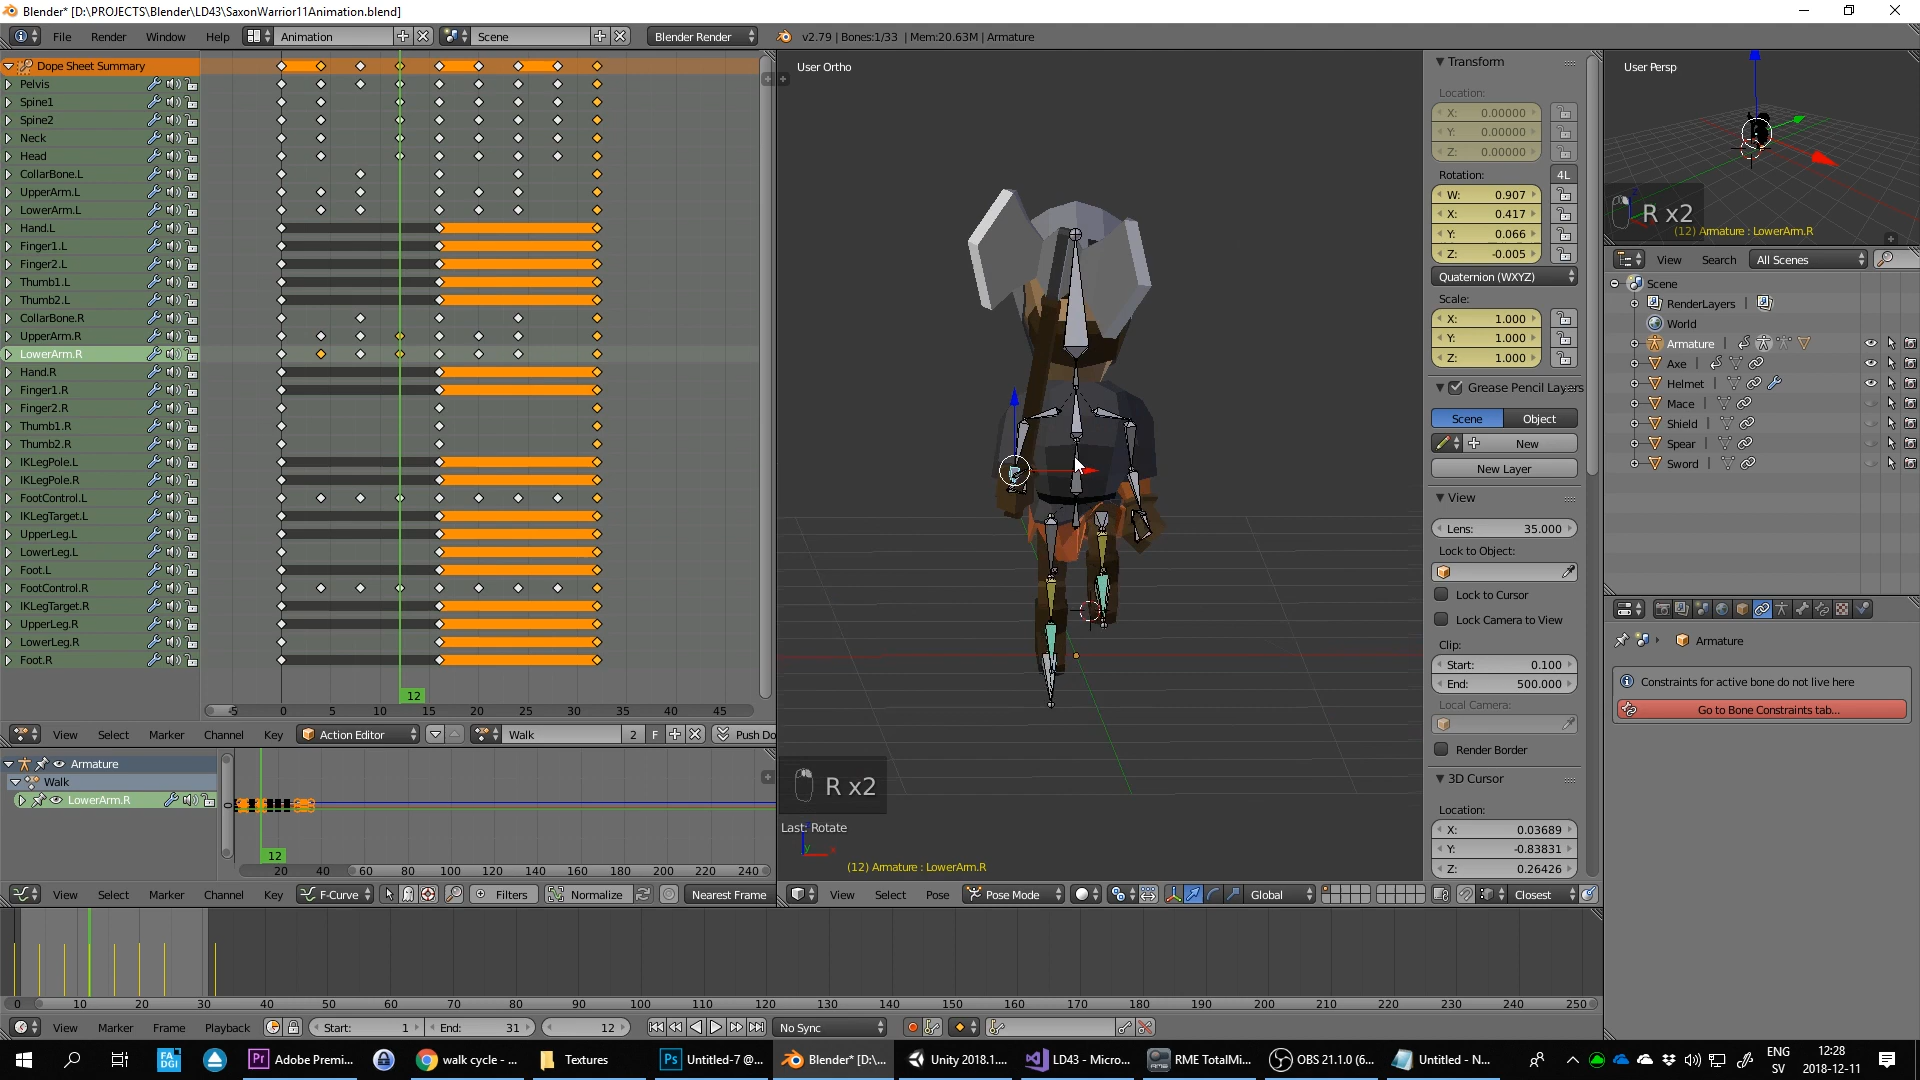 Blender* [D:\PROJECTS\Blender\LD43\SaxonWarrior11Animation.blend]
File Render Window Help Animation Scene Blender Render v2.79 | Bones:1/33 | Mem:20.63M | Armature
Dope Sheet Summary
Pelvis
Spine1
Spine2
Neck
Head
CollarBone.L
UpperArm.L
LowerArm.L
Hand.L
Finger1.L
Finger2.L
Thumb1.L
Thumb2.L
CollarBone.R
UpperArm.R
LowerArm.R
Hand.R
Finger1.R
Finger2.R
Thumb1.R
Thumb2.R
IKLegPole.L
IKLegPole.R
FootControl.L
IKLegTarget.L
UpperLeg.L
LowerLeg.L
Foot.L
FootControl.R
IKLegTarget.R
UpperLeg.R
LowerLeg.R
Foot.R
12
-5 0 5 10 15 20 25 30 35 40 45
View Select Marker Channel Key Action Editor Walk 2 F Push Do
Armature
Walk
LowerArm.R
0
12
20 40 60 80 100 120 140 160 180 200 220 240
View Select Marker Channel Key F-Curve Filters Normalize Nearest Frame
User Ortho
R x2
Last: Rotate
(12) Armature : LowerArm.R
View Select Pose Pose Mode Global Closest
Transform
Location:
X: 0.00000
Y: 0.00000
Z: 0.00000
Rotation: 4L
W: 0.907
X: 0.417
Y: 0.066
Z: -0.005
Quaternion (WXYZ)
Scale:
X: 1.000
Y: 1.000
Z: 1.000
Grease Pencil Layers
Scene Object
New
New Layer
View
Lens: 35.000
Lock to Object:
Lock to Cursor
Lock Camera to View
Clip:
Start: 0.100
End: 500.000
Local Camera:
Render Border
3D Cursor
Location:
X: 0.03689
Y: -0.83831
Z: 0.26426
User Persp
R x2
(12) Armature : LowerArm.R
View Search All Scenes
Scene
RenderLayers
World
Armature
Axe
Helmet
Mace
Shield
Spear
Sword
Armature
Constraints for active bone do not live here
Go to Bone Constraints tab...
0 10 20 30 40 50 60 70 80 90 100 110 120 130 140 150 160 170 180 190 200 210 220 230 240 250
View Marker Frame Playback Start: 1 End: 31 12 No Sync
FA DGI Adobe Premi... walk cycle - ... Textures Untitled-7 @... Blender* [D:\... Unity 2018.1.... LD43 - Micro... RME TotalMi... OBS 21.1.0 (6... Untitled - N... ENG SV 12:28 2018-12-11